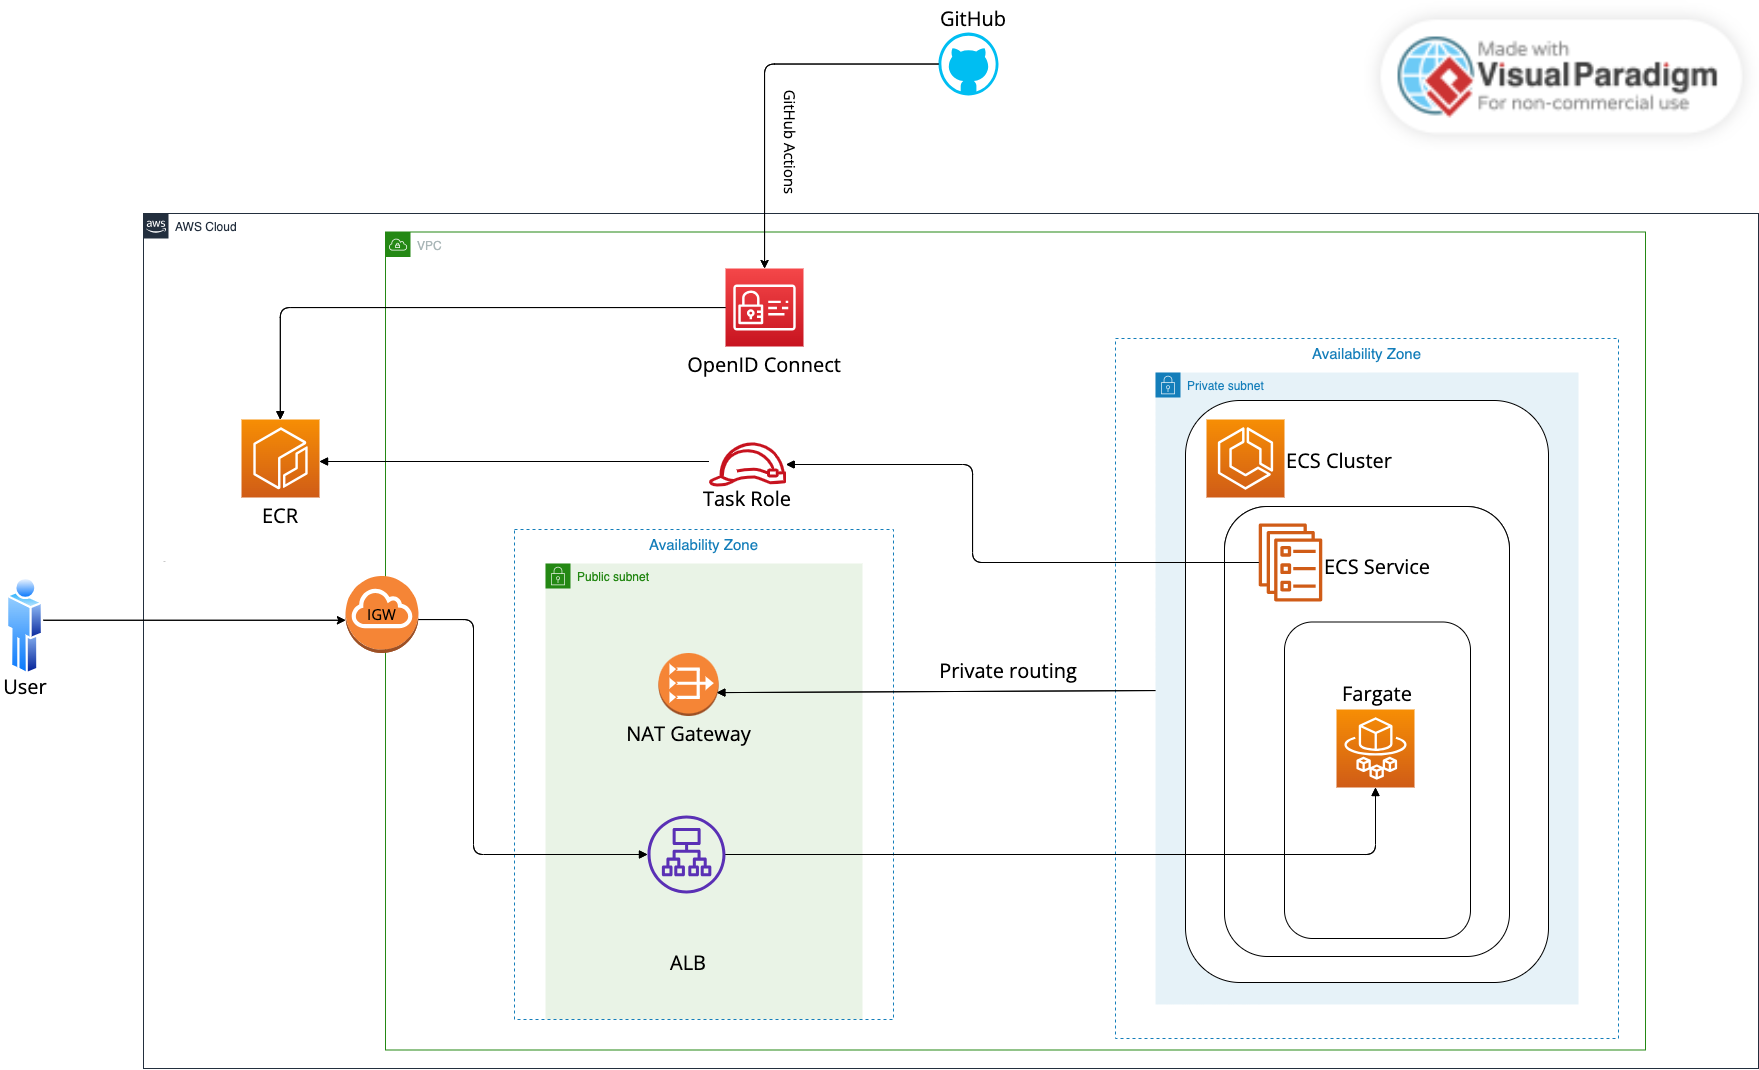 GitHub
Made with
Visual Paradigm
For non-commercial use
GitHub Actions
aws
AWS Cloud
VPC
OpenID Connect
Availability Zone
Private subnet
ECS Cluster
ECR
Task Role
Availability Zone
Public subnet
ECS Service
IGW
User
Private routing
NAT Gateway
Fargate
ALB